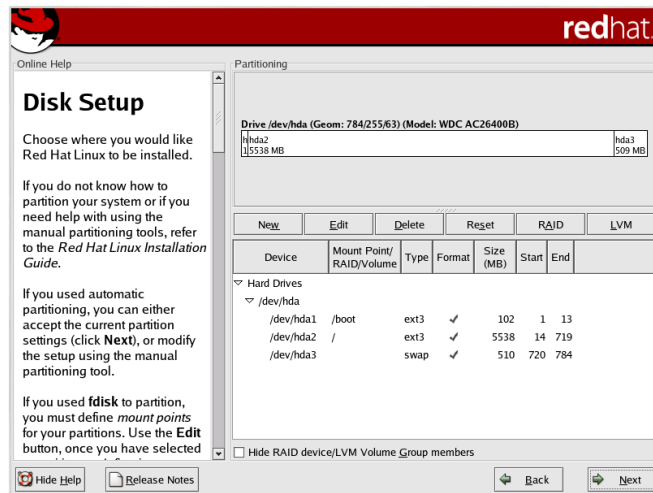 redhat.
Online Help
Disk Setup
Choose where you would like
Red Hat Linux to be installed.
If you do not know how to
partition your system or if you
need help with using the
manual partitioning tools, refer
to the Red Hat Linux Installation
Guide.
If you used automatic
partitioning, you can either
accept the current partition
settings (click Next), or modify
the setup using the manual
partitioning tool.
If you used fdisk to partition,
you must define mount points
for your partitions. Use the Edit
button, once you have selected
Partitioning
Drive /dev/hda (Geom: 784/255/63) (Model: WDC AC26400B)
h hda2 hda3
1 5538 MB 509 MB
New Edit Delete Reset RAID LVM
Device Mount Point/ RAID/Volume Type Format Size (MB) Start End
Hard Drives
/dev/hda
/dev/hda1 /boot ext3 ✓ 102 1 13
/dev/hda2 / ext3 ✓ 5538 14 719
/dev/hda3 swap ✓ 510 720 784
Hide RAID device/LVM Volume Group members
Hide Help Release Notes Back Next